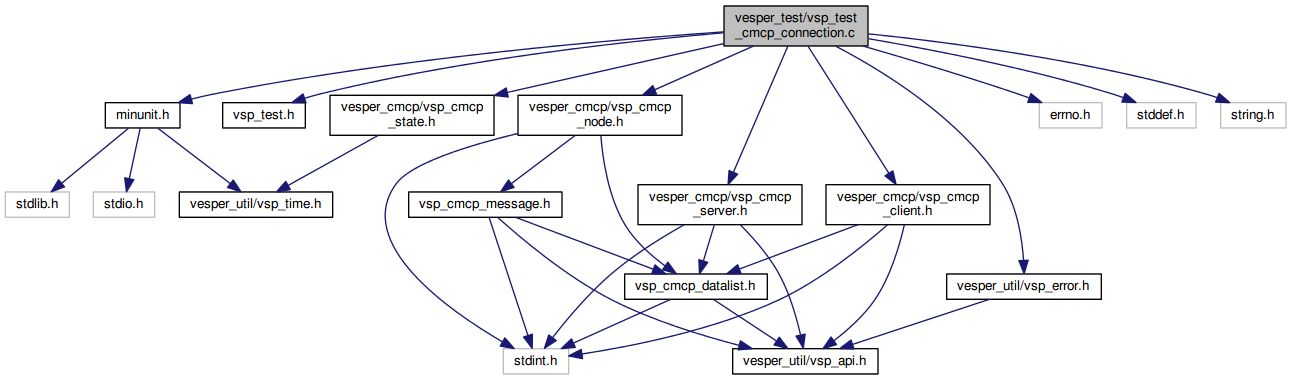 vesper_test/vsp_test
_cmcp_connection.c
minunit.h
vsp_test.h
vesper_cmcp/vsp_cmcp
_state.h
vesper_cmcp/vsp_cmcp
_node.h
errno.h
stddef.h
string.h
stdlib.h
stdio.h
vesper_util/vsp_time.h
vsp_cmcp_message.h
vesper_cmcp/vsp_cmcp
_server.h
vesper_cmcp/vsp_cmcp
_client.h
vsp_cmcp_datalist.h
vesper_util/vsp_error.h
stdint.h
vesper_util/vsp_api.h